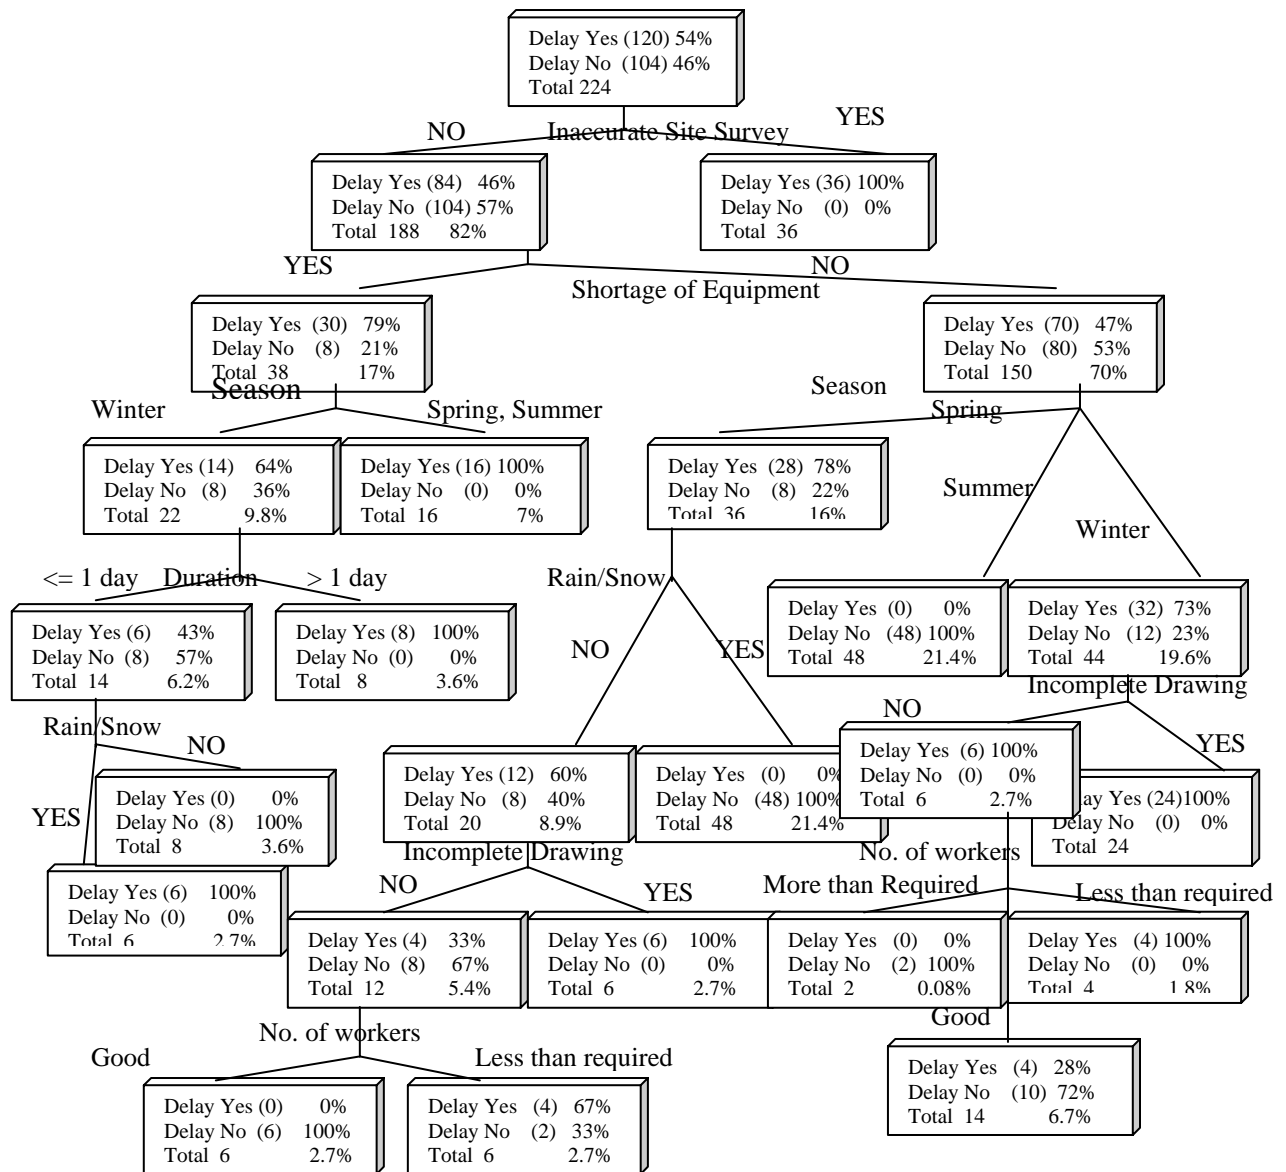 Delay Yes (120) 54%
Delay No (104) 46%
Total 224
NO
Inaccurate Site Survey
YES
Delay Yes (84) 46%
Delay No (104) 57%
Total 188 82%
Delay Yes (36) 100%
Delay No (0) 0%
Total 36
YES
Shortage of Equipment
NO
Delay Yes (30) 79%
Delay No (8) 21%
Total 38 17%
Delay Yes (70) 47%
Delay No (80) 53%
Total 150 70%
Winter
Season
Spring, Summer
Season
Spring
Summer
Winter
Delay Yes (14) 64%
Delay No (8) 36%
Total 22 9.8%
Delay Yes (16) 100%
Delay No (0) 0%
Total 16 7%
Delay Yes (28) 78%
Delay No (8) 22%
Total 36 16%
<= 1 day Duration > 1 day
Rain/Snow
NO
YES
Delay Yes (6) 43%
Delay No (8) 57%
Total 14 6.2%
Delay Yes (8) 100%
Delay No (0) 0%
Total 8 3.6%
Delay Yes (0) 0%
Delay No (48) 100%
Total 48 21.4%
Delay Yes (32) 73%
Delay No (12) 23%
Total 44 19.6%
Incomplete Drawing
NO
YES
Rain/Snow
NO
YES
Delay Yes (0) 0%
Delay No (8) 100%
Total 8 3.6%
Delay Yes (6) 100%
Delay No (0) 0%
Total 6 2.7%
Delay Yes (12) 60%
Delay No (8) 40%
Total 20 8.9%
Delay Yes (0) 0%
Delay No (48) 100%
Total 48 21.4%
Delay Yes (6) 100%
Delay No (0) 0%
Total 6 2.7%
ay Yes (24)100%
Delay No (0) 0%
Total 24
Incomplete Drawing
NO
YES
No. of workers
More than Required
Less than required
Delay Yes (4) 33%
Delay No (8) 67%
Total 12 5.4%
Delay Yes (6) 100%
Delay No (0) 0%
Total 6 2.7%
Delay Yes (0) 0%
Delay No (2) 100%
Total 2 0.08%
Delay Yes (4) 100%
Delay No (0) 0%
Total 4 1.8%
No. of workers
Good
Less than required
Good
Delay Yes (0) 0%
Delay No (6) 100%
Total 6 2.7%
Delay Yes (4) 67%
Delay No (2) 33%
Total 6 2.7%
Delay Yes (4) 28%
Delay No (10) 72%
Total 14 6.7%